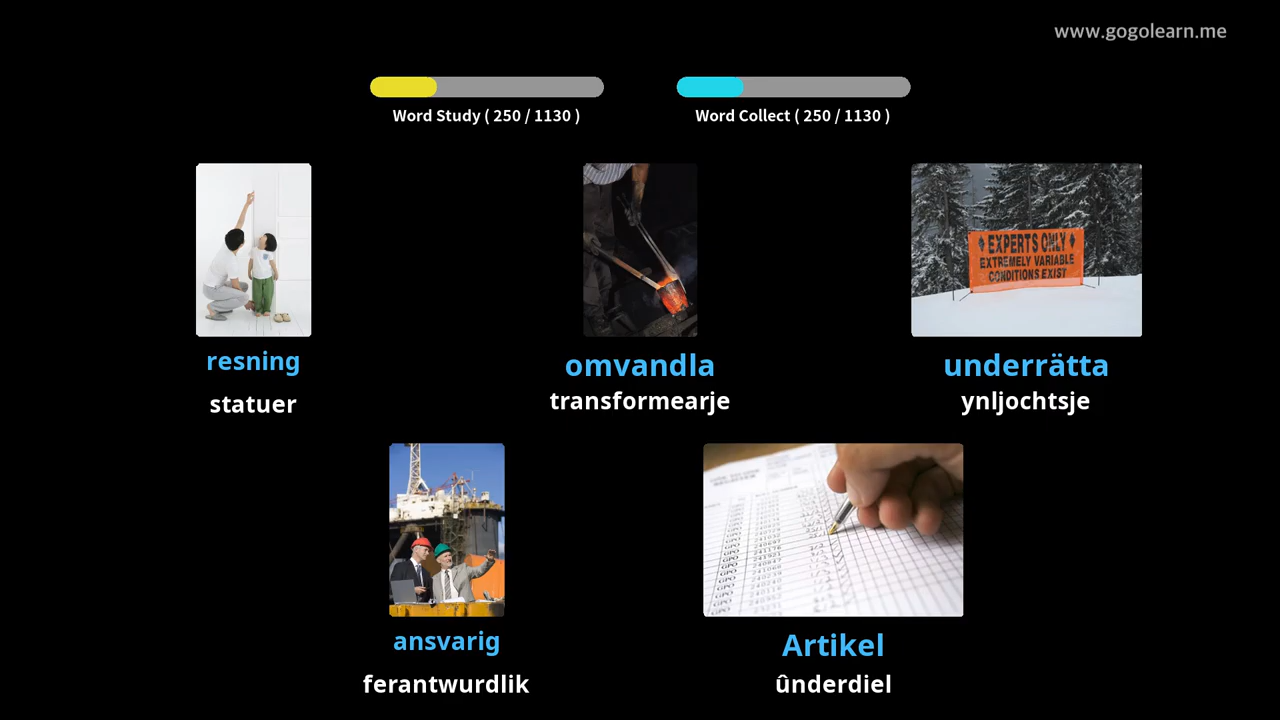 www.gogolearn.me
Word Study ( 250 / 1130 )
Word Collect ( 250 / 1130 )
EXPERTS ONLY
EXTREMELY VARIABLE
CONDITIONS EXIST
resning
statuer
omvandla
transformearje
underrätta
ynljochtsje
ansvarig
ferantwurdlik
Artikel
ûnderdiel